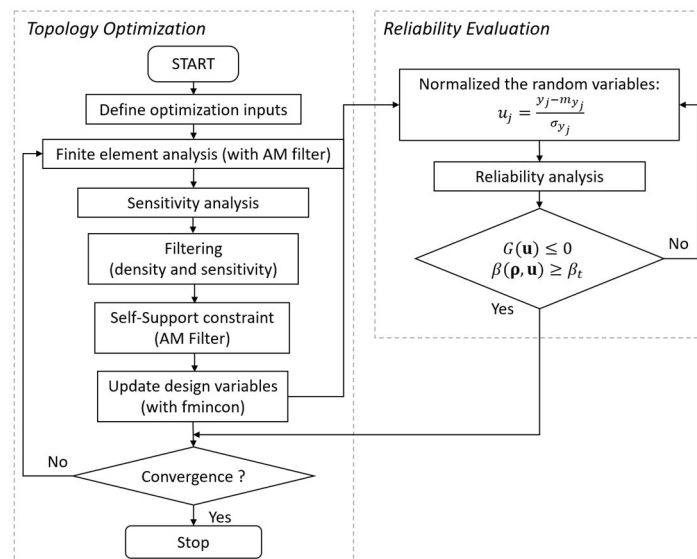 Topology Optimization
START
Define optimization inputs
Finite element analysis (with AM filter)
Sensitivity analysis
Filtering
(density and sensitivity)
Self-Support constraint
(AM Filter)
Update design variables
(with fmincon)
No
Convergence ?
Yes
Stop
Reliability Evaluation
Normalized the random variables:
u_j = (y_j − m_{y_j}) / σ_{y_j}
Reliability analysis
G(𝐮) ≤ 0
β(𝛒, 𝐮) ≥ β_t
No
Yes